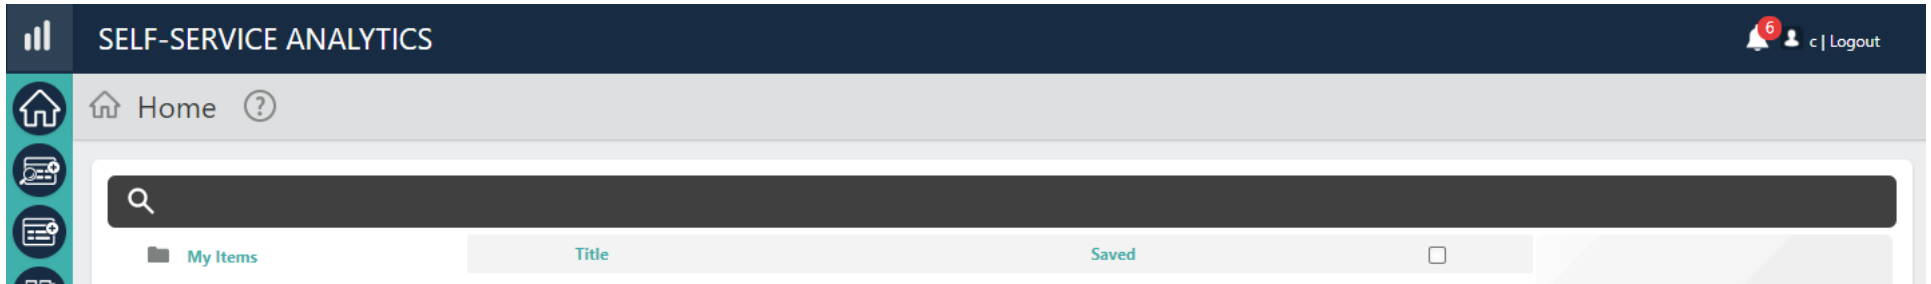 SELF-SERVICE ANALYTICS
6
c | Logout
Home ?
My Items Title Saved